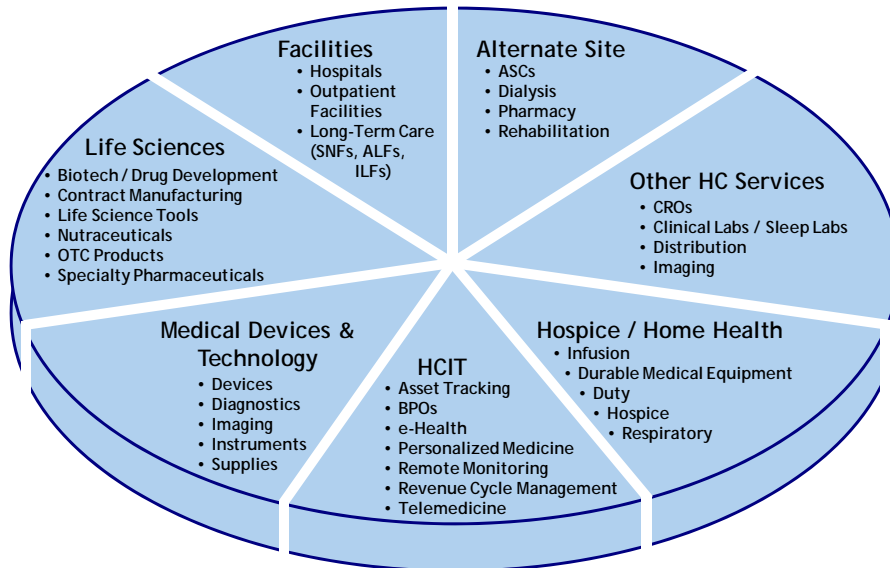 Facilities
• Hospitals
• Outpatient
Facilities
• Long-Term Care
(SNFs, ALFs,
ILFs)
Alternate Site
• ASCs
• Dialysis
• Pharmacy
• Rehabilitation
Life Sciences
• Biotech / Drug Development
• Contract Manufacturing
• Life Science Tools
• Nutraceuticals
• OTC Products
• Specialty Pharmaceuticals
Other HC Services
• CROs
• Clinical Labs / Sleep Labs
• Distribution
• Imaging
Medical Devices &
Technology
• Devices
• Diagnostics
• Imaging
• Instruments
• Supplies
HCIT
• Asset Tracking
• BPOs
• e-Health
• Personalized Medicine
• Remote Monitoring
• Revenue Cycle Management
• Telemedicine
Hospice / Home Health
• Infusion
• Durable Medical Equipment
• Duty
• Hospice
• Respiratory